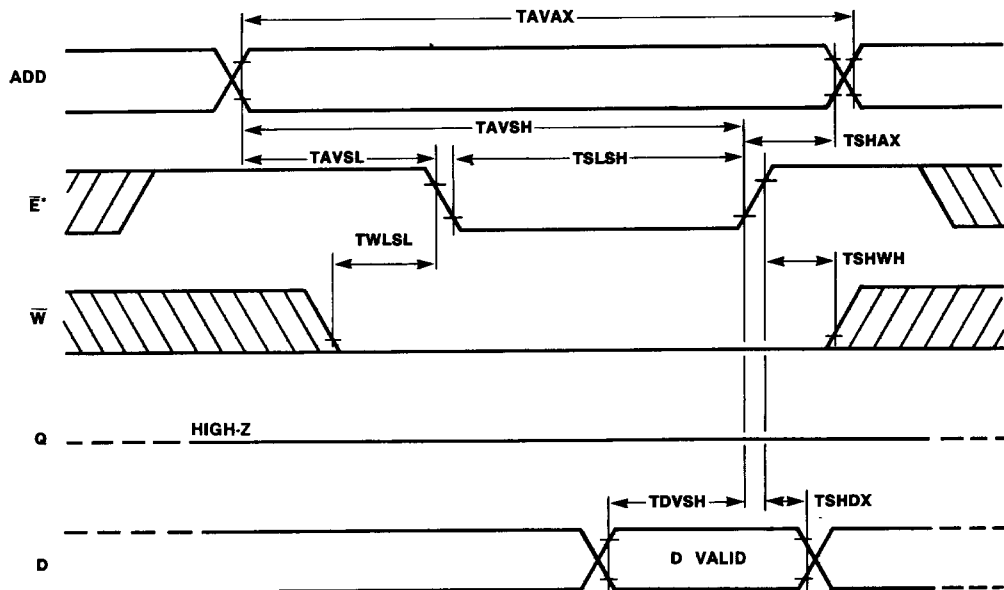 TAVAX
ADD
TAVSH
TAVSL
TSLSH
TSHAX
E*
TWLSL
TSHWH
W
Q
HIGH-Z
TDVSH
TSHDX
D
D VALID